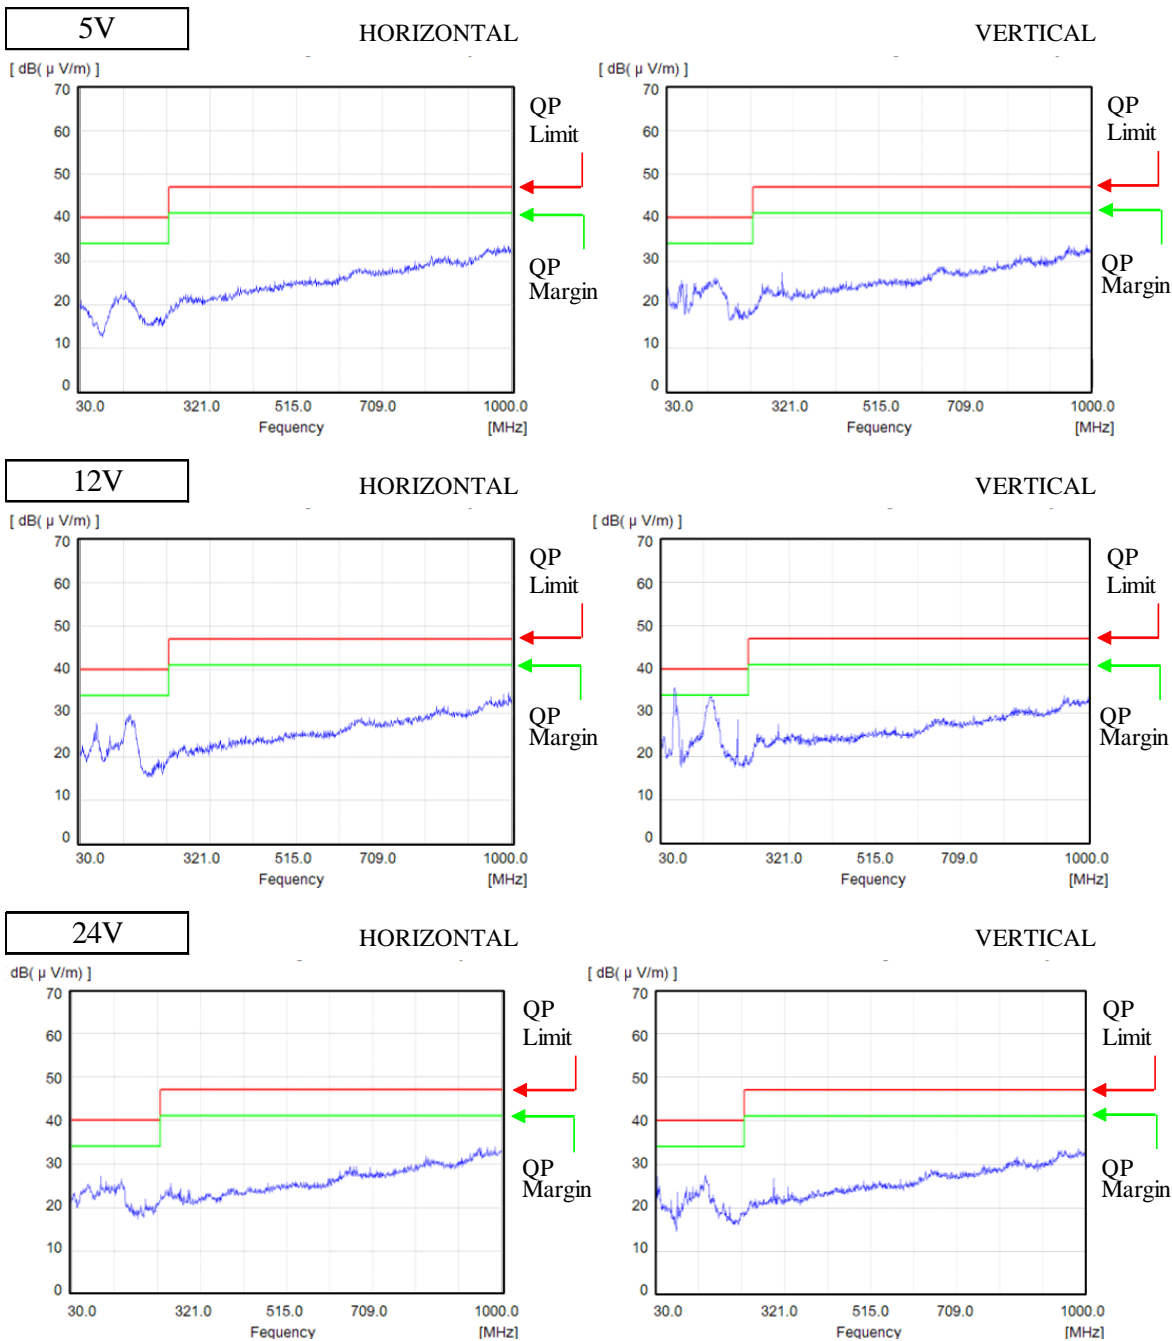 5V
HORIZONTAL
VERTICAL
[ dB( μ V/m) ]
70
60
50
40
30
20
10
0
30.0 321.0 515.0 709.0 1000.0
Fequency [MHz]
QP
Limit
QP
Margin
[ dB( μ V/m) ]
70
60
50
40
30
20
10
0
30.0 321.0 515.0 709.0 1000.0
Fequency [MHz]
QP
Limit
QP
Margin
12V
HORIZONTAL
VERTICAL
[ dB( μ V/m) ]
70
60
50
40
30
20
10
0
30.0 321.0 515.0 709.0 1000.0
Fequency [MHz]
QP
Limit
QP
Margin
[ dB( μ V/m) ]
70
60
50
40
30
20
10
0
30.0 321.0 515.0 709.0 1000.0
Fequency [MHz]
QP
Limit
QP
Margin
24V
HORIZONTAL
VERTICAL
dB( μ V/m) ]
70
60
50
40
30
20
10
0
30.0 321.0 515.0 709.0 1000.0
Fequency [MHz]
QP
Limit
QP
Margin
[ dB( μ V/m) ]
70
60
50
40
30
20
10
0
30.0 321.0 515.0 709.0 1000.0
Fequency [MHz]
QP
Limit
QP
Margin